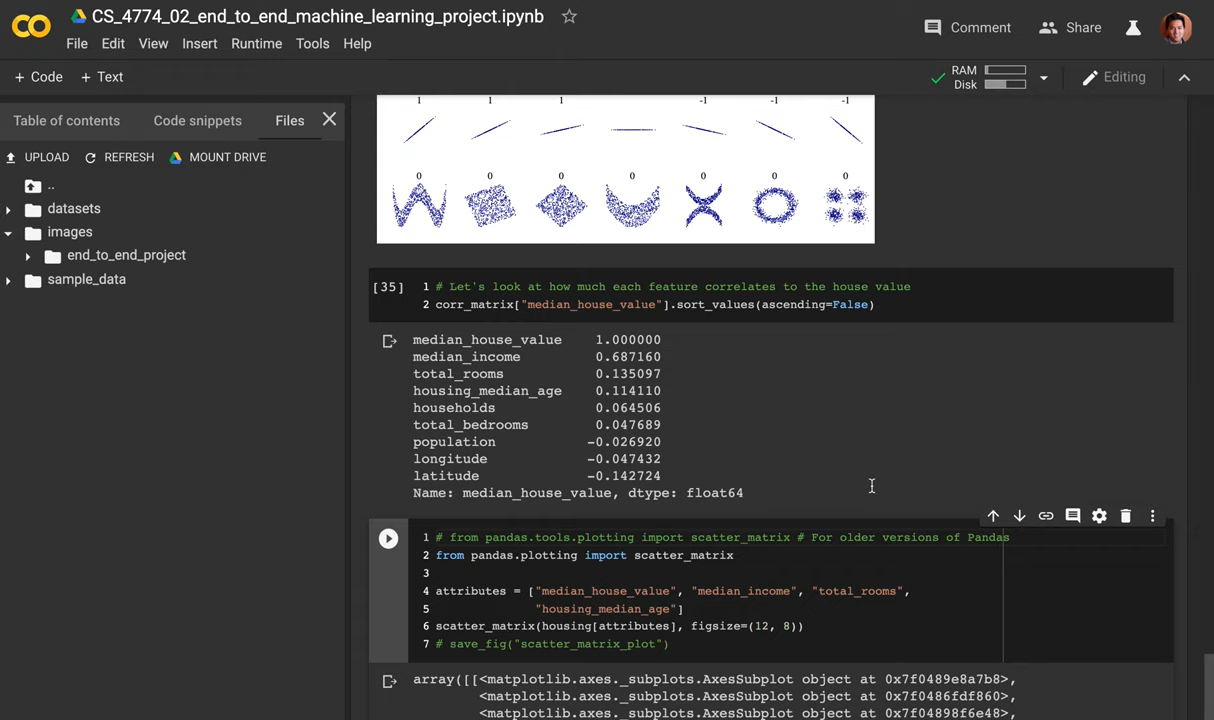 CS_4774_02_end_to_end_machine_learning_project.ipynb
File Edit View Insert Runtime Tools Help
Comment Share
+ Code + Text
RAM
Disk
Editing
Table of contents Code snippets Files
UPLOAD REFRESH MOUNT DRIVE
..
datasets
images
end_to_end_project
sample_data
1 1 1 -1 -1 -1
0 0 0 0 0 0 0
[35] 1 # Let's look at how much each feature correlates to the house value
2 corr_matrix["median_house_value"].sort_values(ascending=False)
median_house_value 1.000000
median_income 0.687160
total_rooms 0.135097
housing_median_age 0.114110
households 0.064506
total_bedrooms 0.047689
population -0.026920
longitude -0.047432
latitude -0.142724
Name: median_house_value, dtype: float64
1 # from pandas.tools.plotting import scatter_matrix # For older versions of Pandas
2 from pandas.plotting import scatter_matrix
3
4 attributes = ["median_house_value", "median_income", "total_rooms",
5 "housing_median_age"]
6 scatter_matrix(housing[attributes], figsize=(12, 8))
7 # save_fig("scatter_matrix_plot")
array([[<matplotlib.axes._subplots.AxesSubplot object at 0x7f0489e8a7b8>,
<matplotlib.axes._subplots.AxesSubplot object at 0x7f0486fdf860>,
<matplotlib.axes._subplots.AxesSubplot object at 0x7f04898f6e48>,